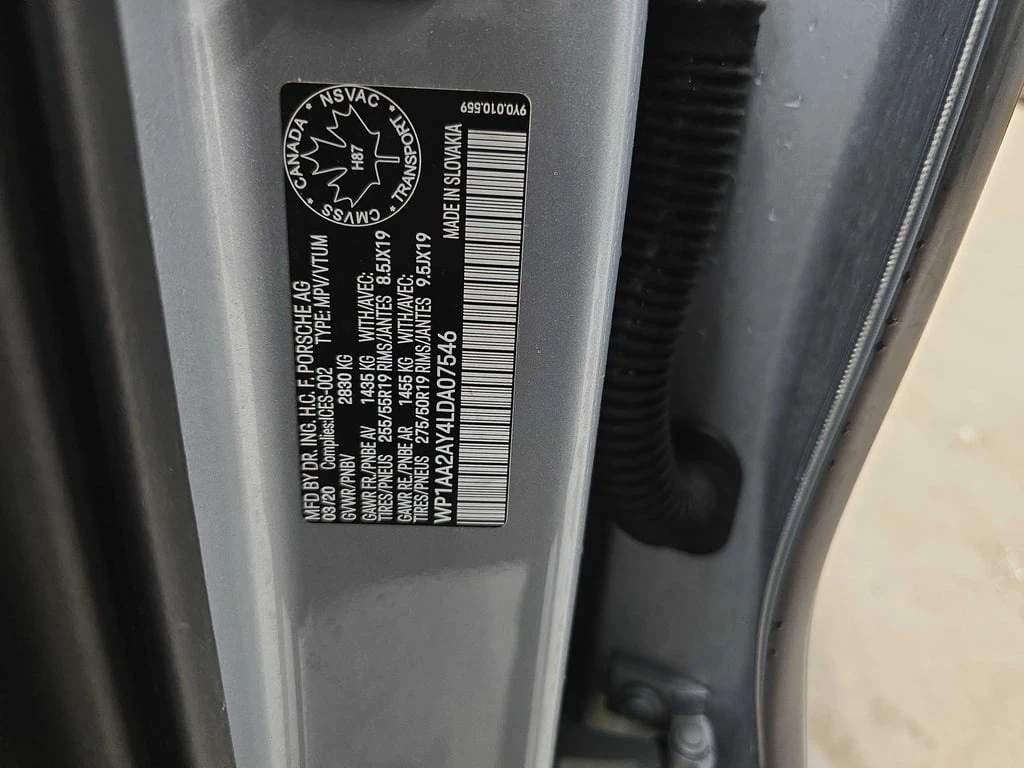 MFD BY DR. ING. H.C. F. PORSCHE AG
03/20 Complies:ICES-002 TYPE:MPV/VTUM
GVWR/PNBV 2830 KG
GAWR FR/PNBE AV 1435 KG WITH/AVEC:
TIRES/PNEUS 255/55R19 RIMS/JANTES 8.5JX19
GAWR RE./PNBE AR 1455 KG WITH/AVEC:
TIRES/PNEUS 275/50R19 RIMS/JANTES 9.5JX19
WP1AA2AY4LDA07546 MADE IN SLOVAKIA
9Y0.010.559
CANADA * NSVAC * TRANSPORT * CMVSS *
H87